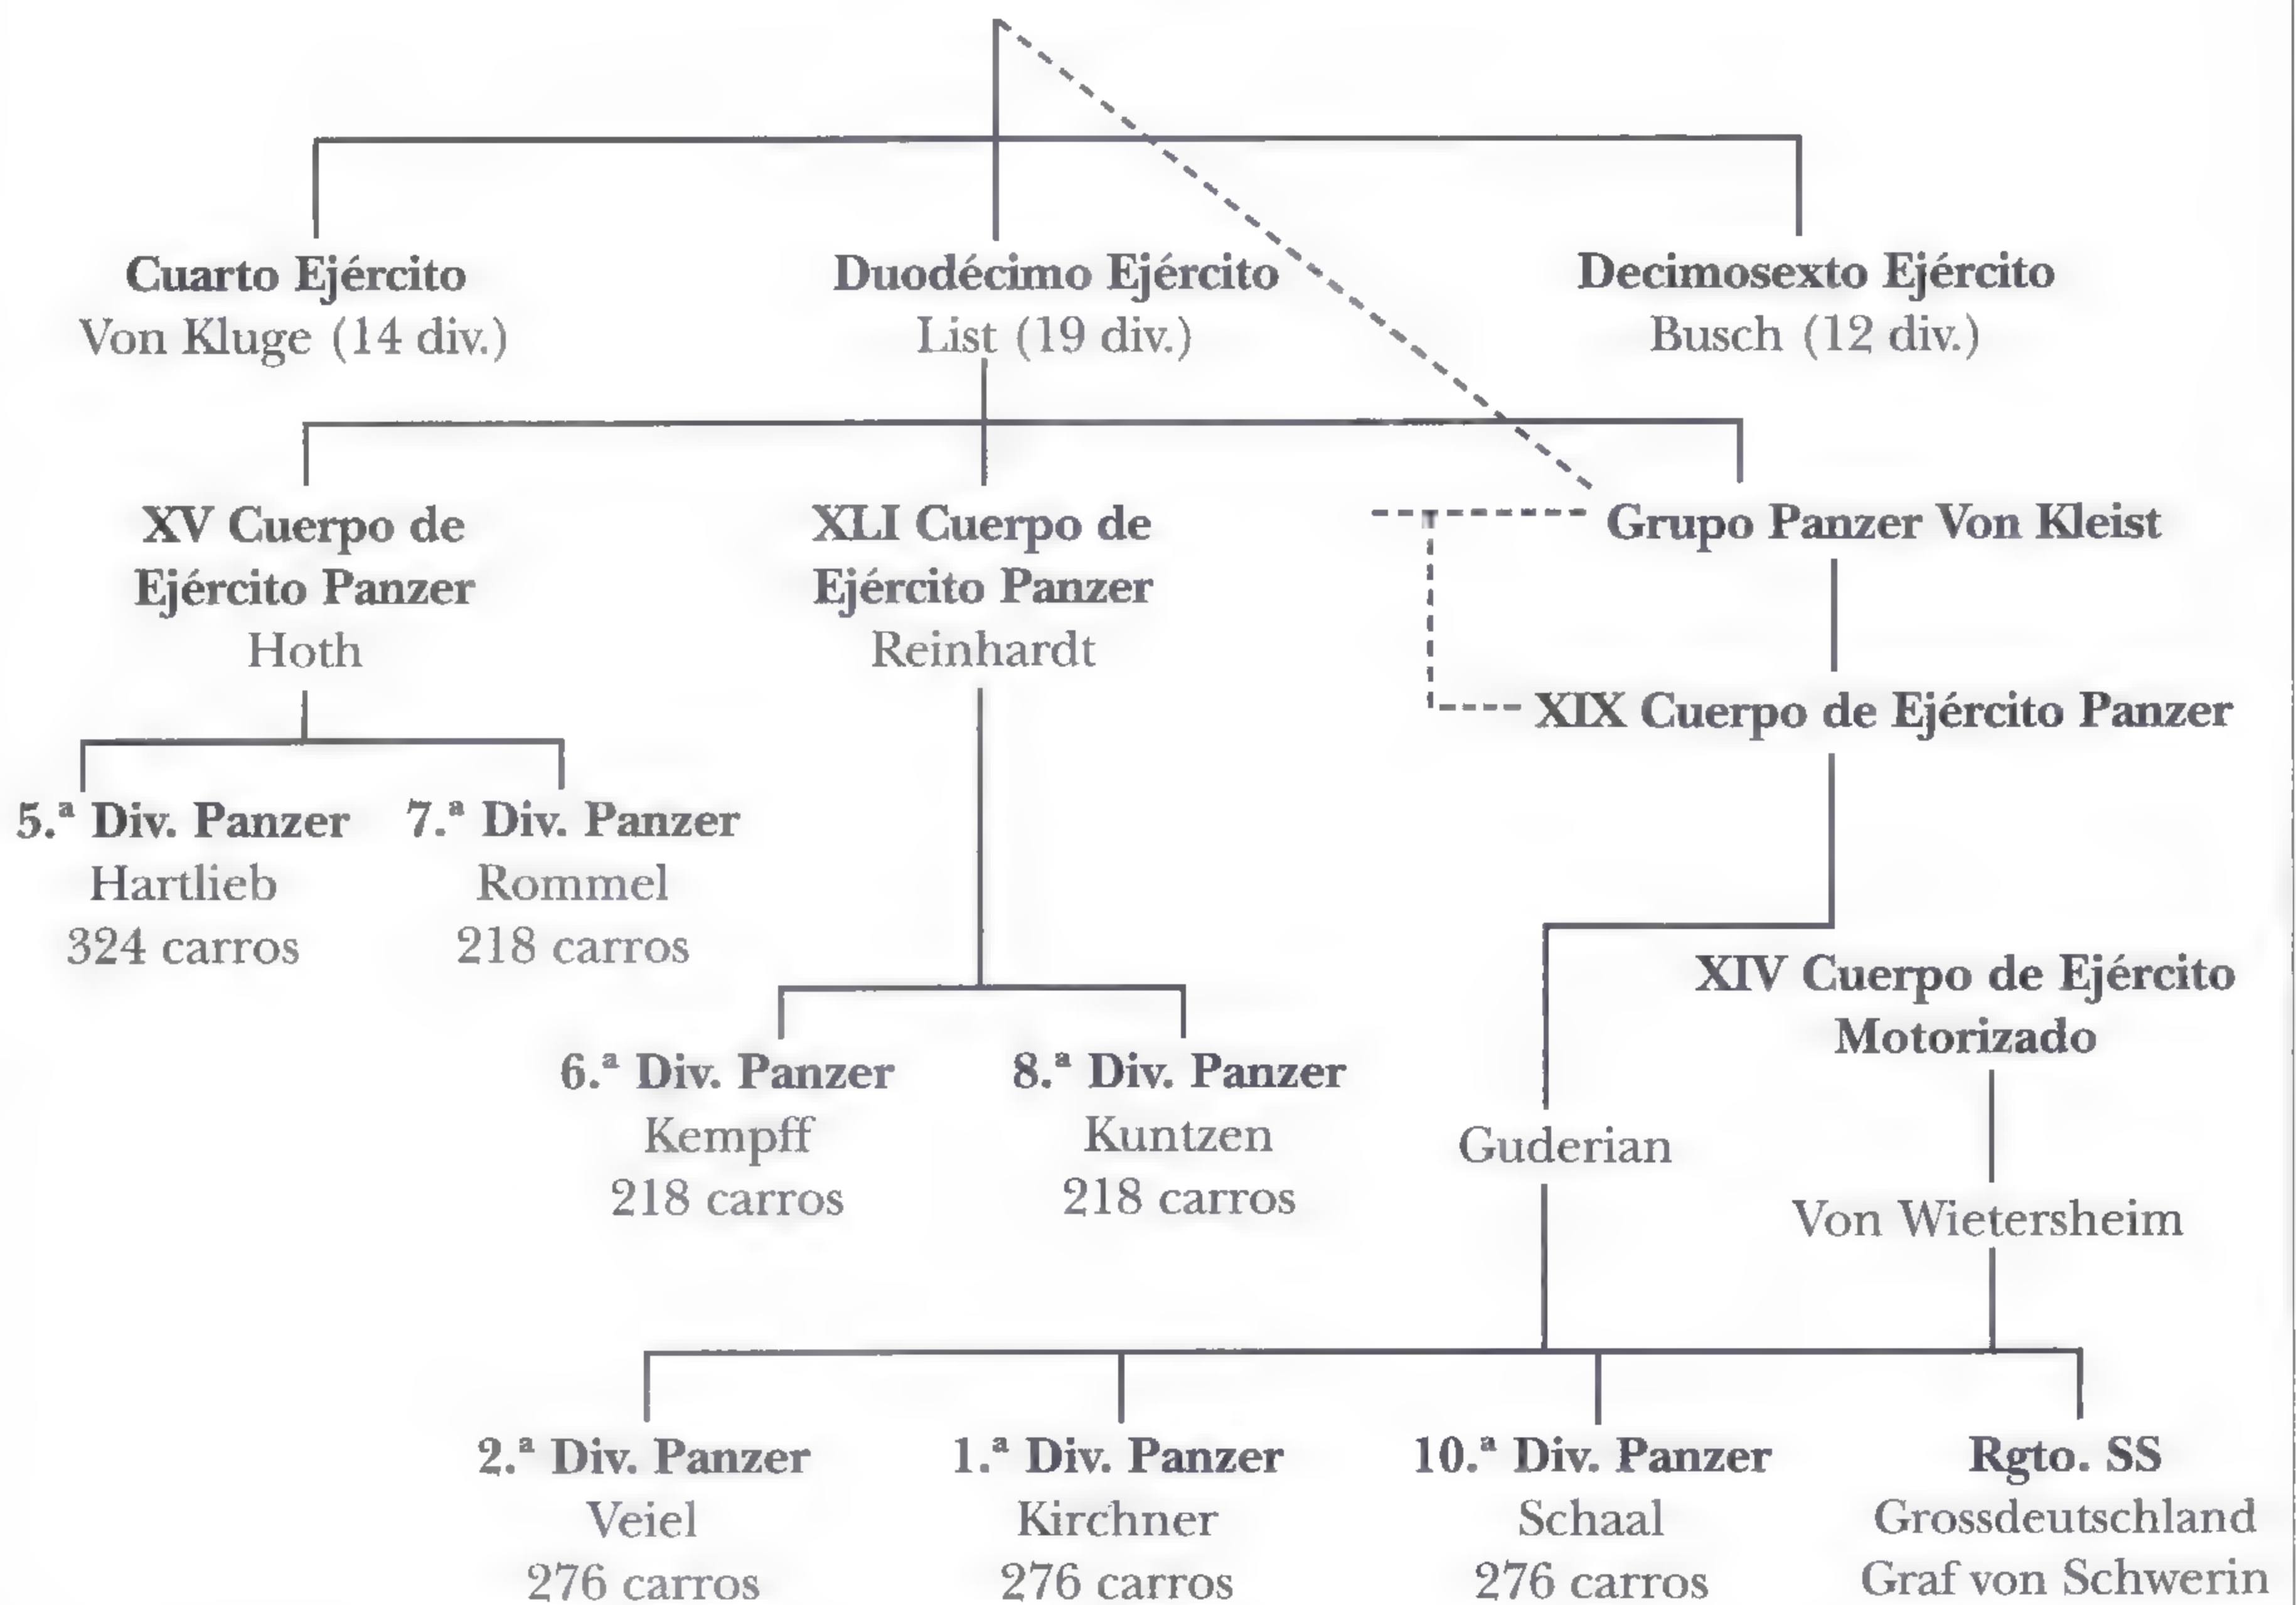 Cuarto Ejército
Von Kluge (14 div.)
Duodécimo Ejército
List (19 div.)
Decimosexto Ejército
Busch (12 div.)
XV Cuerpo de
Ejército Panzer
Hoth
XLI Cuerpo de
Ejército Panzer
Reinhardt
Grupo Panzer Von Kleist
XIX Cuerpo de Ejército Panzer
5.ª Div. Panzer
Hartlieb
324 carros
7.ª Div. Panzer
Rommel
218 carros
XIV Cuerpo de Ejército
Motorizado
6.ª Div. Panzer
Kempff
218 carros
8.ª Div. Panzer
Kuntzen
218 carros
Guderian
Von Wietersheim
2.ª Div. Panzer
Veiel
276 carros
1.ª Div. Panzer
Kirchner
276 carros
10.ª Div. Panzer
Schaal
276 carros
Rgto. SS
Grossdeutschland
Graf von Schwerin